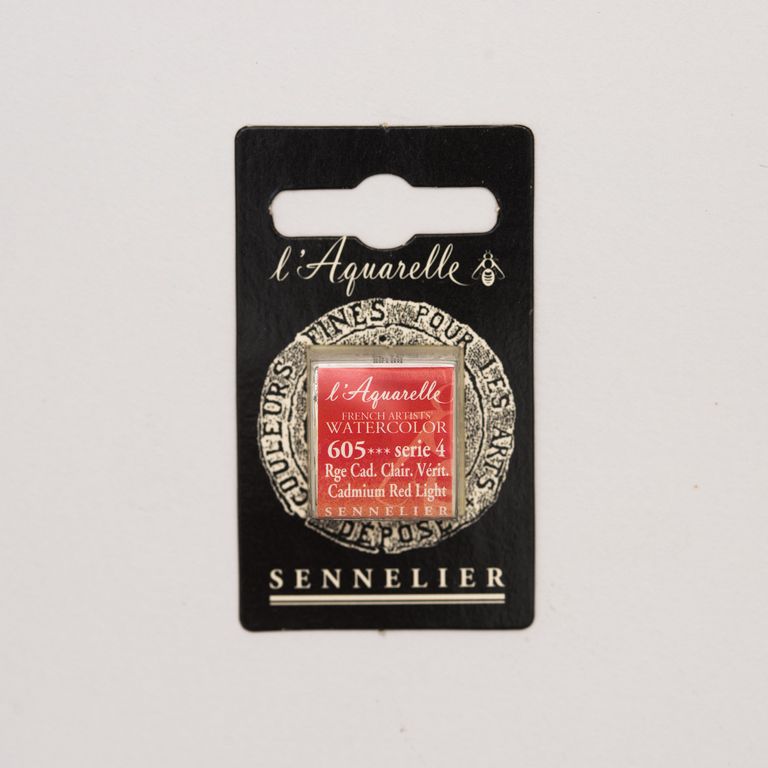 l'Aquarelle
COULEURS FINES POUR LES ARTS
l'Aquarelle
FRENCH ARTISTS'
WATERCOLOR
605*** serie 4
Rge Cad. Clair. Vérit.
Cadmium Red Light
SENNELIER
DÉPOSÉ
SENNELIER